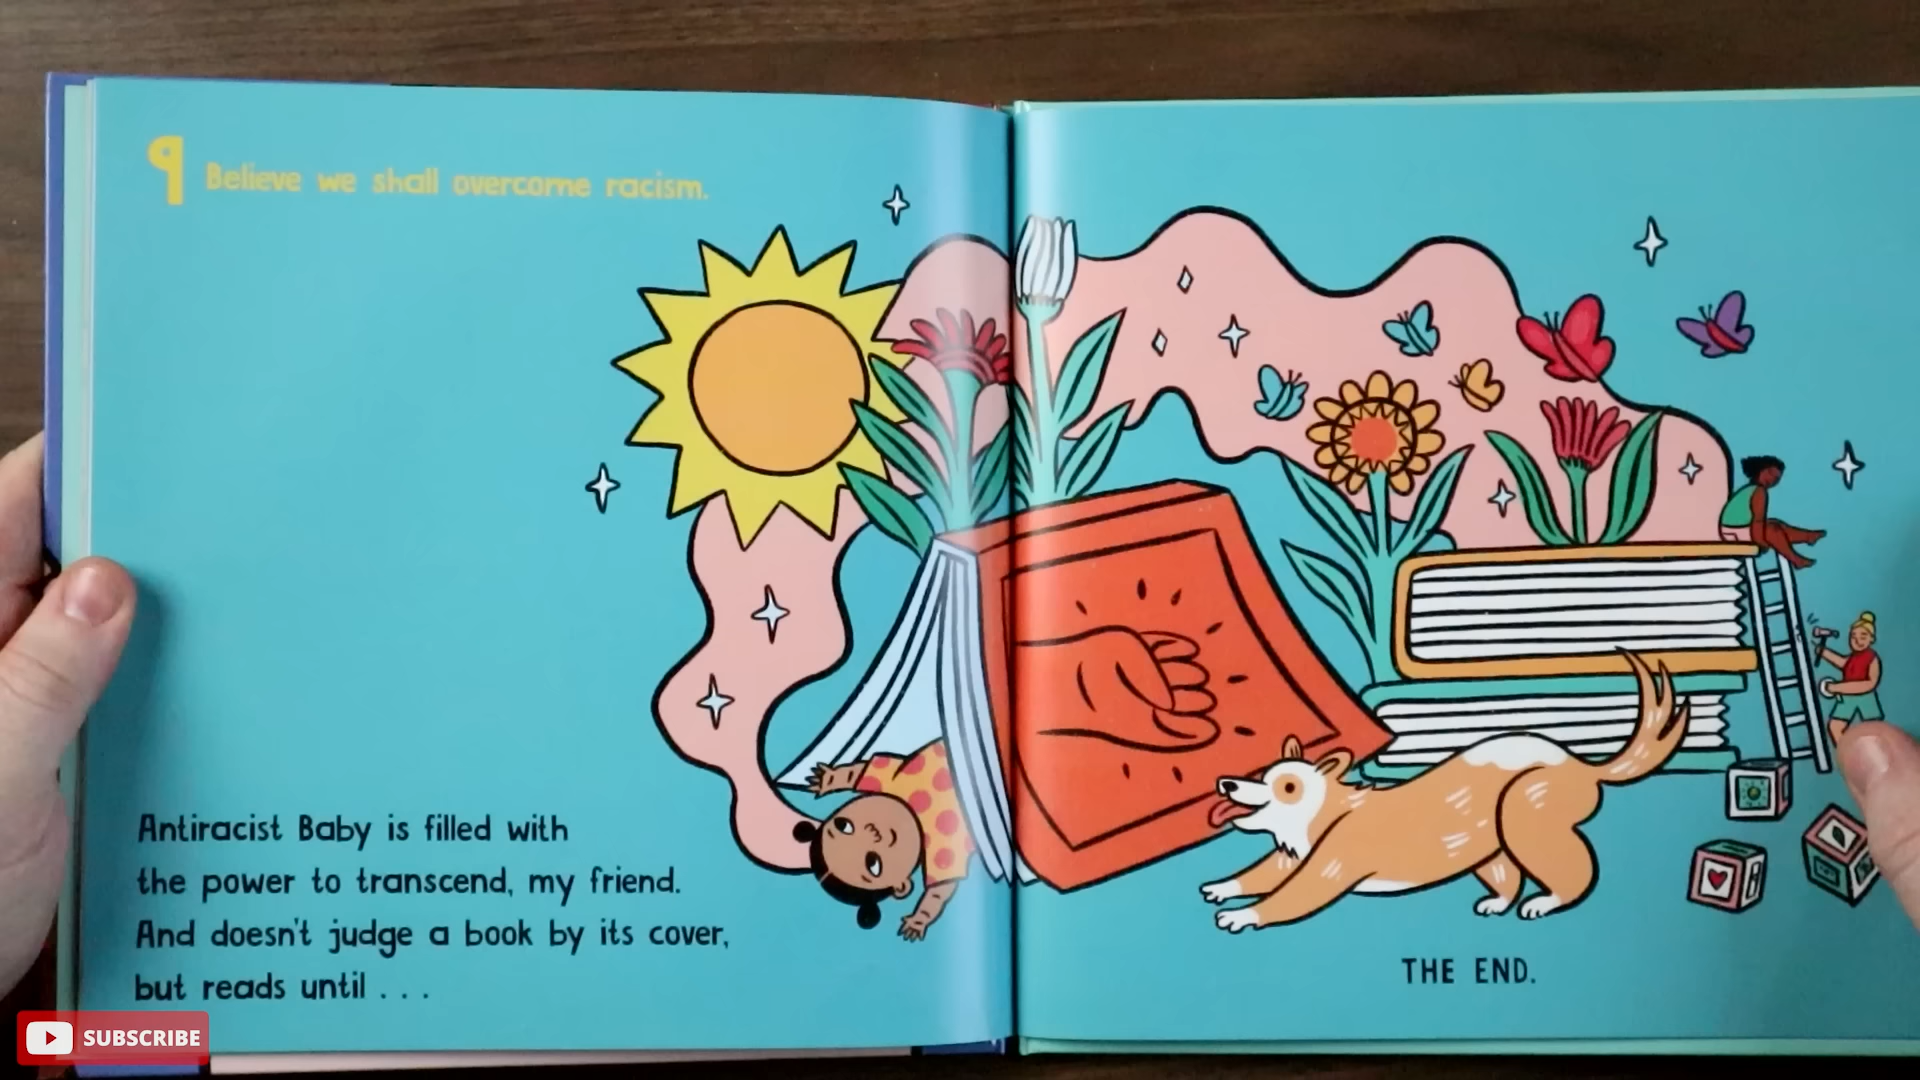 9 Believe we shall overcome racism.
Antiracist Baby is filled with
the power to transcend, my friend.
And doesn't judge a book by its cover,
but reads until . . .
THE END.
SUBSCRIBE